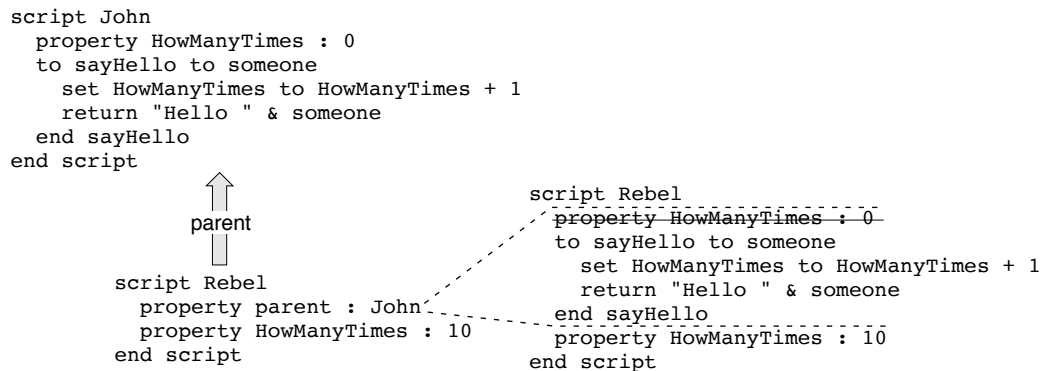 script John
property HowManyTimes : 0
to sayHello to someone
set HowManyTimes to HowManyTimes + 1
return "Hello " & someone
end sayHello
end script
parent
script Rebel
property parent : John
property HowManyTimes : 10
end script
script Rebel
property HowManyTimes : 0
to sayHello to someone
set HowManyTimes to HowManyTimes + 1
return "Hello " & someone
end sayHello
property HowManyTimes : 10
end script